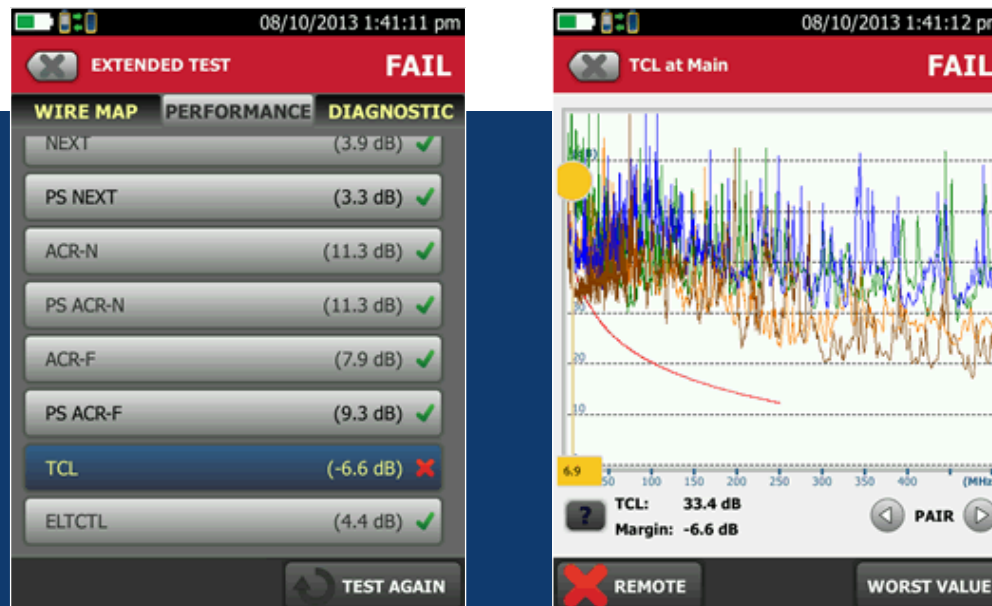 08/10/2013 1:41:11 pm
EXTENDED TEST FAIL
WIRE MAP PERFORMANCE DIAGNOSTIC
NEXT (3.9 dB)
PS NEXT (3.3 dB)
ACR-N (11.3 dB)
PS ACR-N (11.3 dB)
ACR-F (7.9 dB)
PS ACR-F (9.3 dB)
TCL (-6.6 dB)
ELTCTL (4.4 dB)
TEST AGAIN
08/10/2013 1:41:12 pm
TCL at Main FAIL
30
20
10
6.9 50 100 150 200 250 300 350 400 (MHz
? TCL: 33.4 dB
Margin: -6.6 dB
PAIR
REMOTE WORST VALUE